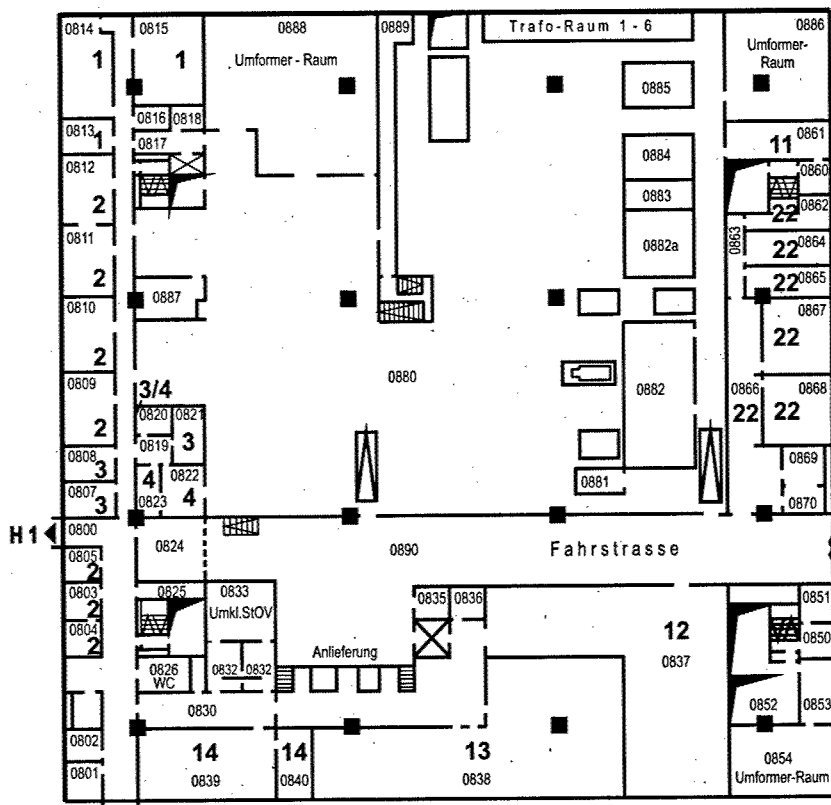 0814 0815 0888 0889 Trafo-Raum 1 - 6 0886
1 1 Umformer - Raum Umformer-
Raum
0885
0816 0818
0813 1 0817 0861
11
0812 0884 0860
2 0883 22 0862
0811 0882a 0863 22 0864
2 22 0865
0887
0810 0867
2 22
3/4 0880
0809 0820 0821 0882 0866 0868
2 0819 3 22 22
0808 4 0822 0869
3 4
0807 0823 0881 0870
3
0800
H1 0824 0890 Fahrstrasse
0805
2 0825 0833 0835 0836 0851
0803 Umkl.StOV
2 12
0804 Anlieferung 0850
2 0826 0832 0832 0837
WC
0852 0853
0830
0802 14 14 13 0854
0801 0839 0840 0838 Umformer-Raum